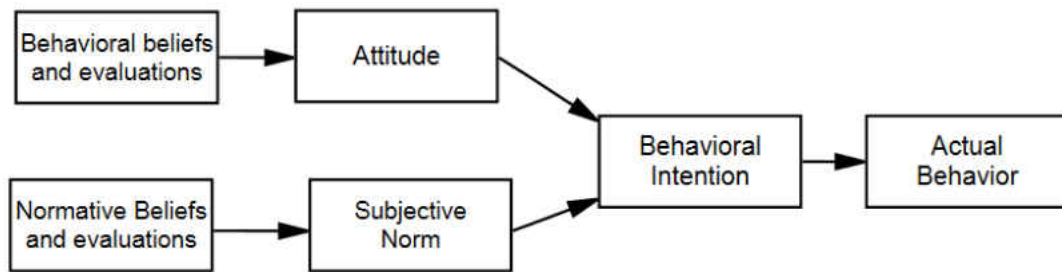 Behavioral beliefs
and evaluations
Attitude
Behavioral
Intention
Actual
Behavior
Normative Beliefs
and evaluations
Subjective
Norm